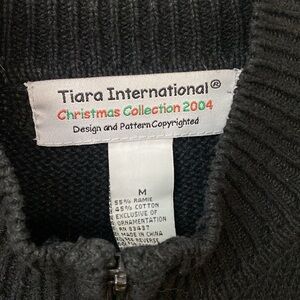 Tiara International®
Christmas Collection 2004
Design and Pattern Copyrighted
M
55% RAMIE
45% COTTON
EXCLUSIVE OF
ORNAMENTATION
MADE IN CHINA
REVERSE